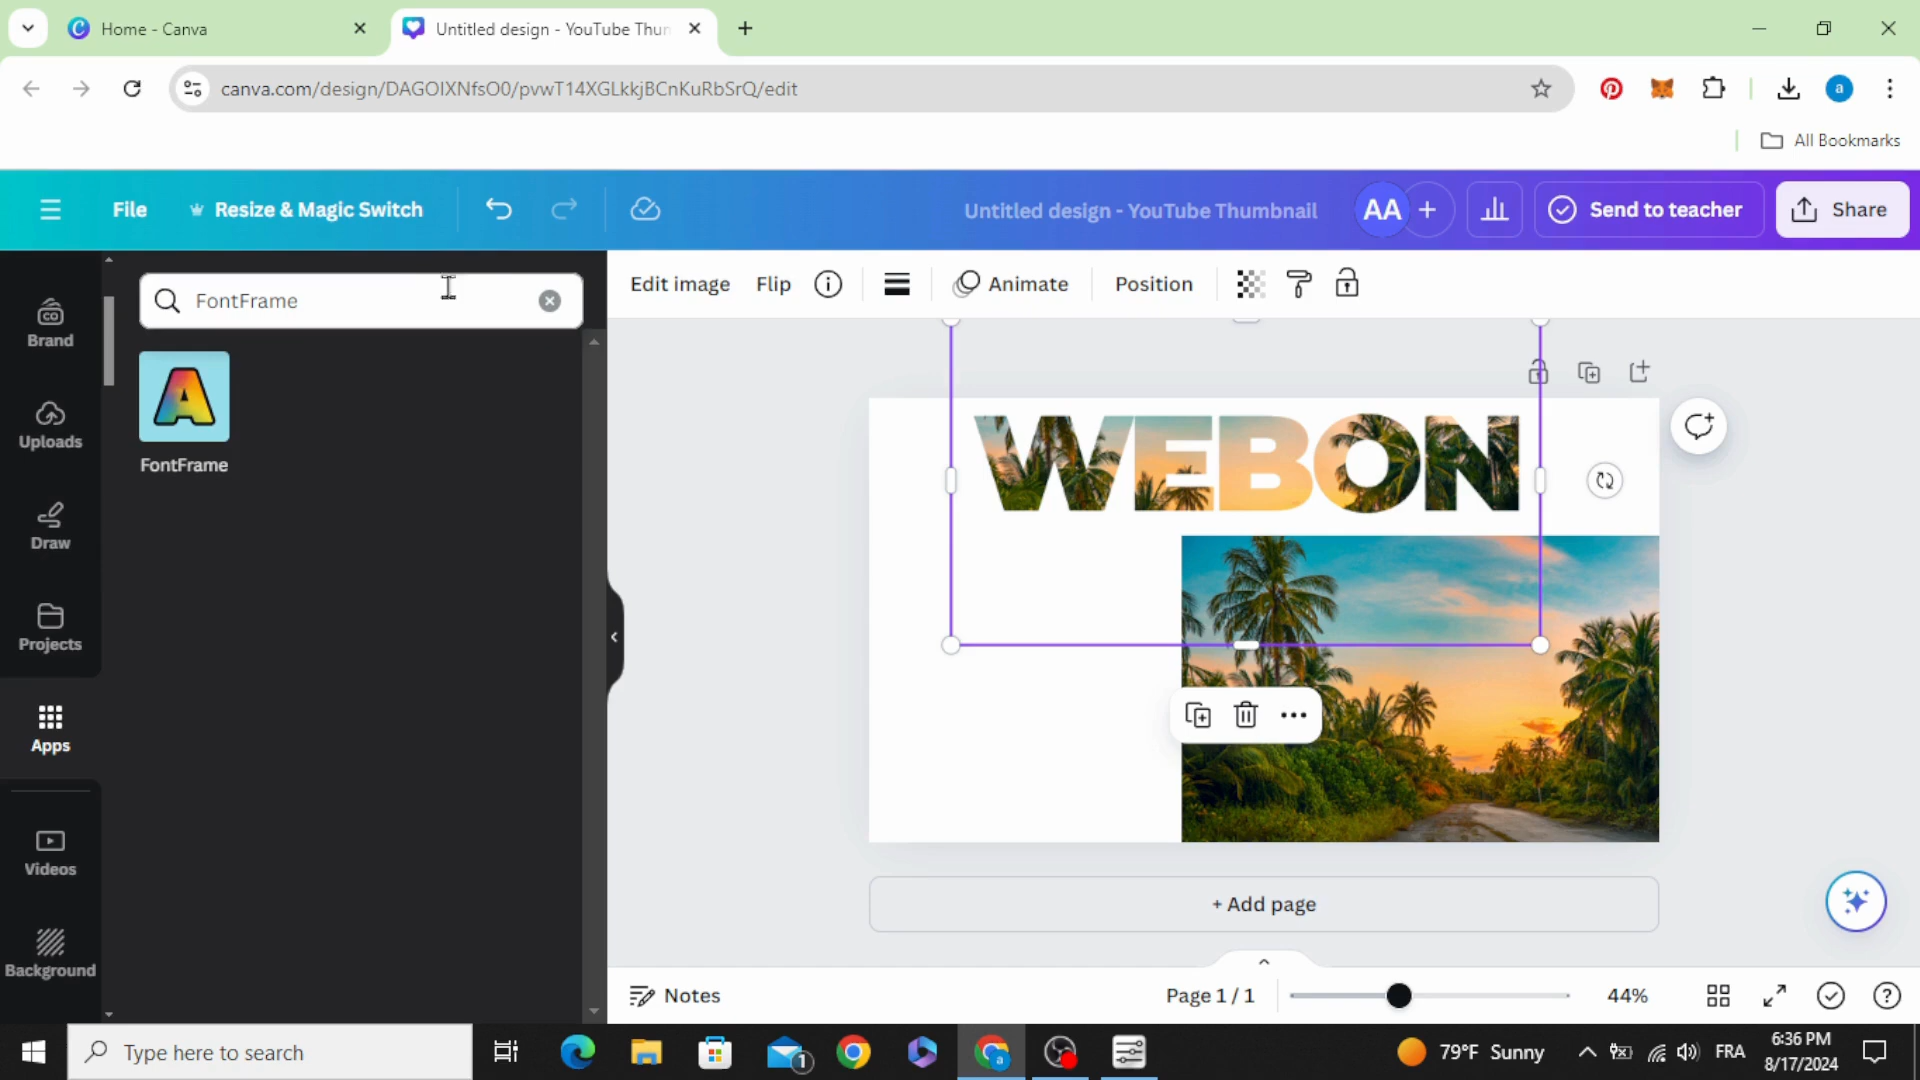 Home - Canva
Untitled design - YouTube Thun
canva.com/design/DAGOIXNfsO0/pvwT14XGLkkjBCnKuRbSrQ/edit
a
All Bookmarks
File
Resize & Magic Switch
Untitled design - YouTube Thumbnail
AA
Send to teacher
Share
Brand
Uploads
Draw
Projects
Apps
Videos
Background
FontFrame
FontFrame
Edit image
Flip
Animate
Position
WEBON
+ Add page
Notes
Page 1 / 1
44%
Type here to search
1
79°F Sunny
FRA
6:36 PM
8/17/2024